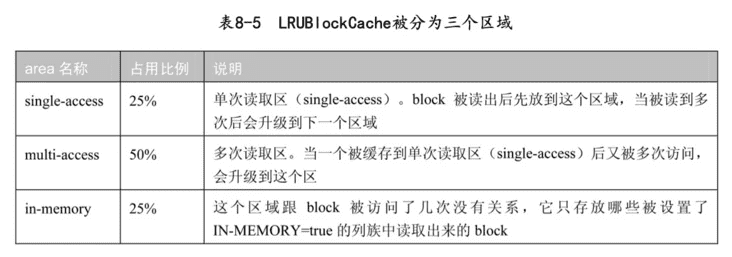 表8-5 LRUBlockCache被分为三个区域
area 名称 占用比例 说明
single-access 25% 单次读取区（single-access）。block 被读出后先放到这个区域，当被读到多
次后会升级到下一个区域
multi-access 50% 多次读取区。当一个被缓存到单次读取区（single-access）后又被多次访问，
会升级到这个区
in-memory 25% 这个区域跟 block 被访问了几次没有关系，它只存放哪些被设置了
IN-MEMORY=true 的列族中读取出来的 block